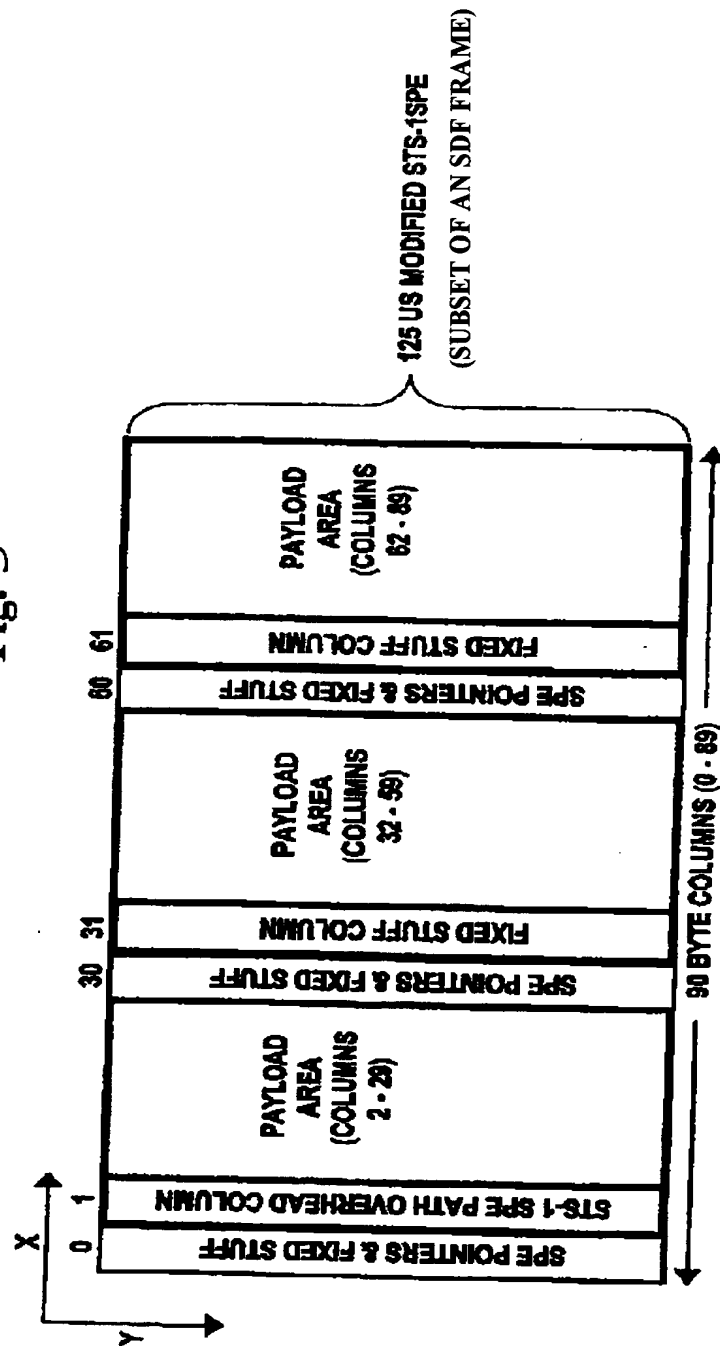 Fig. 5
X
Y
0
1
30
31
60
61
SPE POINTERS & FIXED STUFF
STS-1 SPE PATH OVERHEAD COLUMN
PAYLOAD
AREA
(COLUMNS
2 - 29)
SPE POINTERS & FIXED STUFF
FIXED STUFF COLUMN
PAYLOAD
AREA
(COLUMNS
32 - 59)
SPE POINTERS & FIXED STUFF
FIXED STUFF COLUMN
PAYLOAD
AREA
(COLUMNS
62 - 89)
125 US MODIFIED STS-1SPE
(SUBSET OF AN SDF FRAME)
90 BYTE COLUMNS (0 - 89)